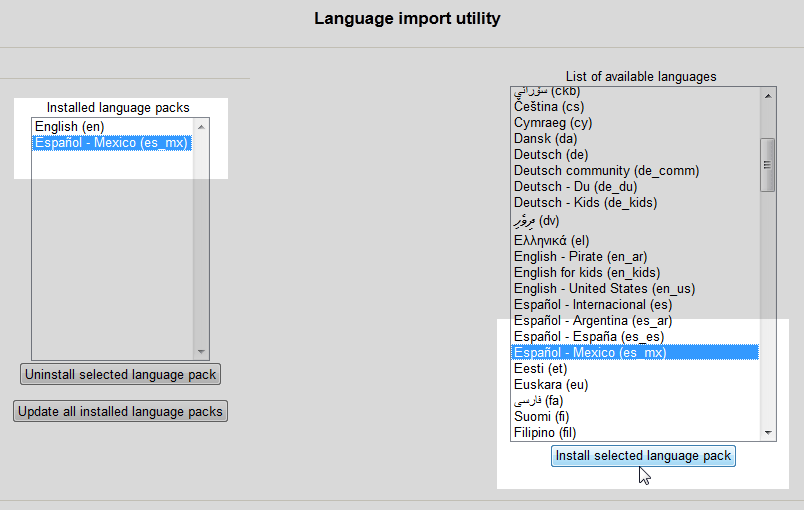 Language import utility
Installed language packs
English (en)
Español - Mexico (es_mx)
Uninstall selected language pack
Update all installed language packs
List of available languages
سۆرانی (ckb)
Čeština (cs)
Cymraeg (cy)
Dansk (da)
Deutsch (de)
Deutsch community (de_comm)
Deutsch - Du (de_du)
Deutsch - Kids (de_kids)
ދިވެހި (dv)
Ελληνικά (el)
English - Pirate (en_ar)
English for kids (en_kids)
English - United States (en_us)
Español - Internacional (es)
Español - Argentina (es_ar)
Español - España (es_es)
Español - Mexico (es_mx)
Eesti (et)
Euskara (eu)
فارسی (fa)
Suomi (fi)
Filipino (fil)
Install selected language pack